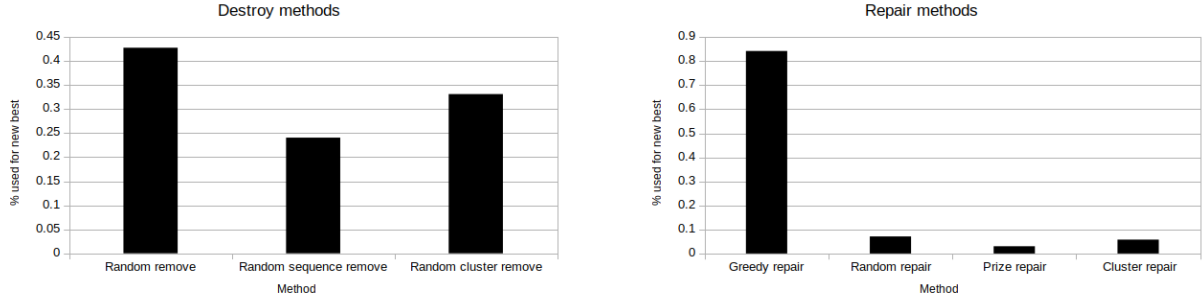 Destroy methods
% used for new best
0.45
0.4
0.35
0.3
0.25
0.2
0.15
0.1
0.05
0
Random remove
Random sequence remove
Random cluster remove
Method
Repair methods
% used for new best
0.9
0.8
0.7
0.6
0.5
0.4
0.3
0.2
0.1
0
Greedy repair
Random repair
Prize repair
Cluster repair
Method